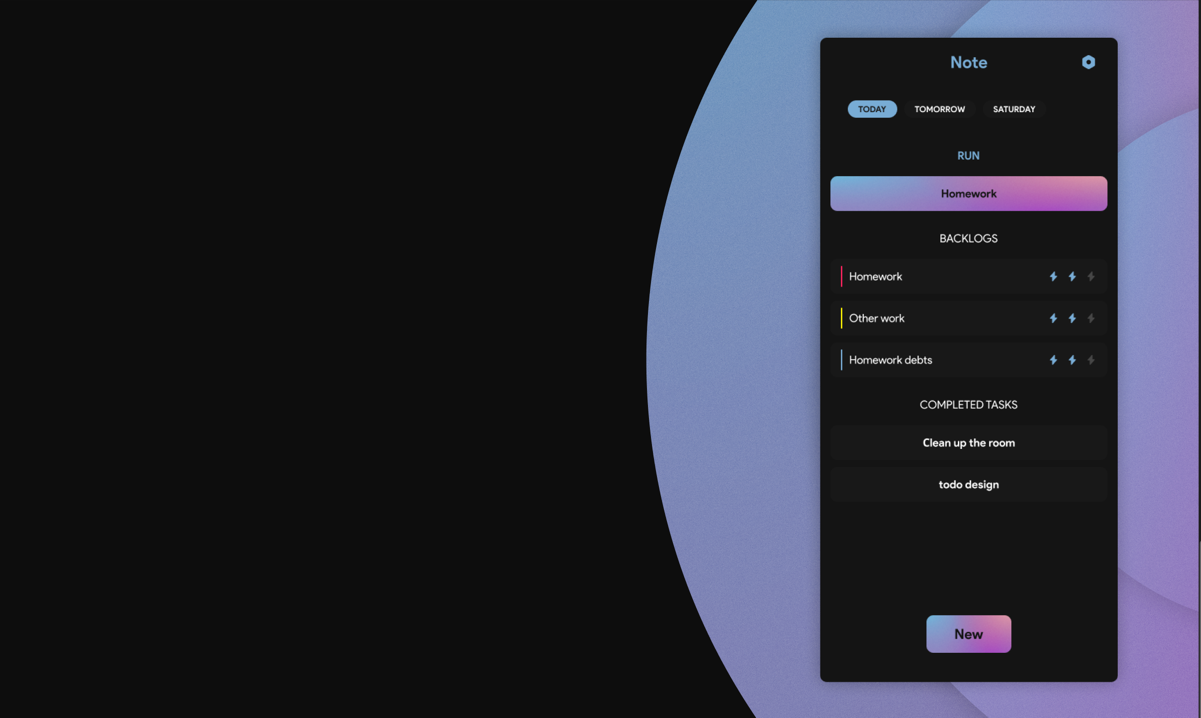 Note
TODAY TOMORROW SATURDAY
RUN
Homework
BACKLOGS
Homework
Other work
Homework debts
COMPLETED TASKS
Clean up the room
todo design
New